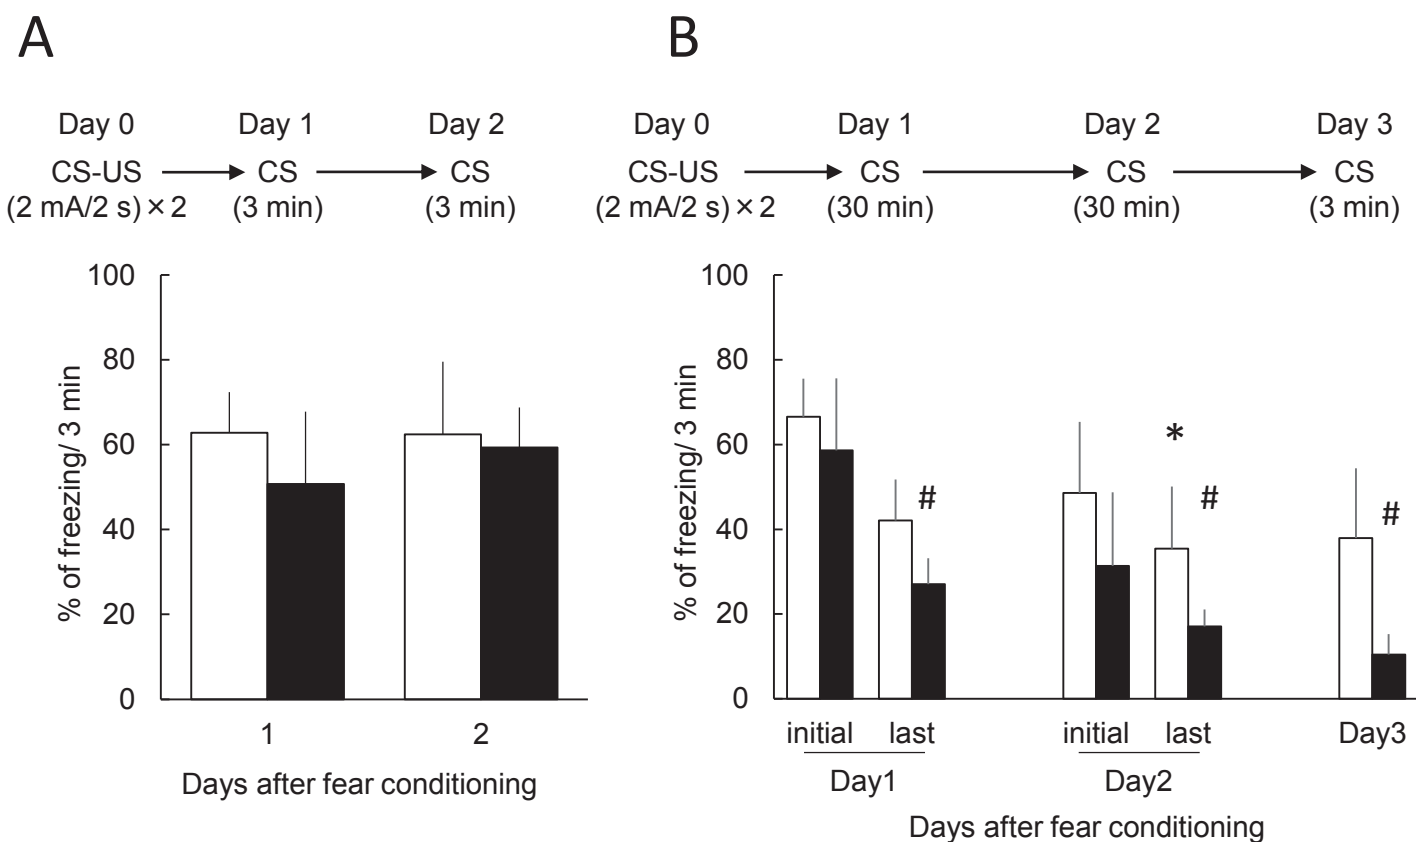 A
Day 0 Day 1 Day 2
CS-US CS CS
(2 mA/2 s) × 2 (3 min) (3 min)
% of freezing/ 3 min
100
80
60
40
20
0
1 2
Days after fear conditioning
B
Day 0 Day 1 Day 2 Day 3
CS-US CS CS CS
(2 mA/2 s) × 2 (30 min) (30 min) (3 min)
% of freezing/ 3 min
100
80
60
40
20
0
*
# # #
initial last initial last Day3
Day1 Day2
Days after fear conditioning